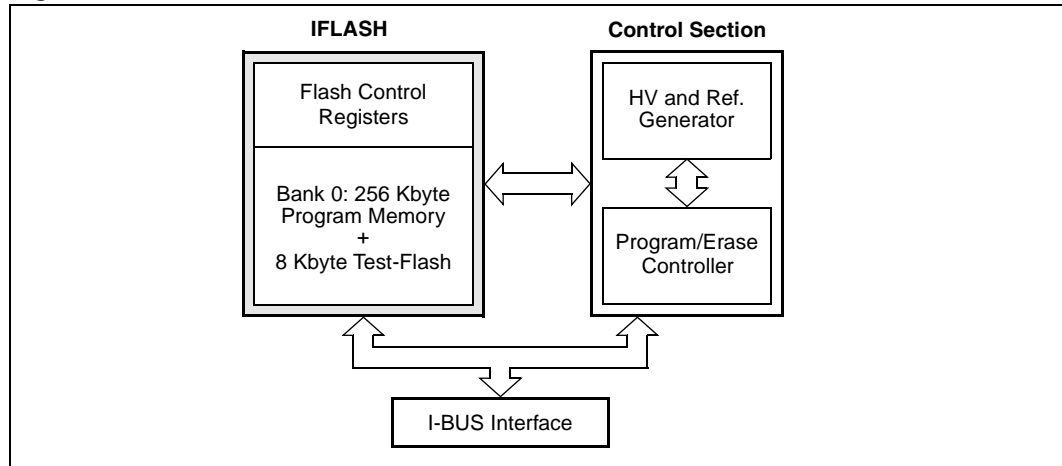 IFLASH
Flash Control
Registers
Bank 0: 256 Kbyte
Program Memory
+
8 Kbyte Test-Flash
Control Section
HV and Ref.
Generator
Program/Erase
Controller
I-BUS Interface